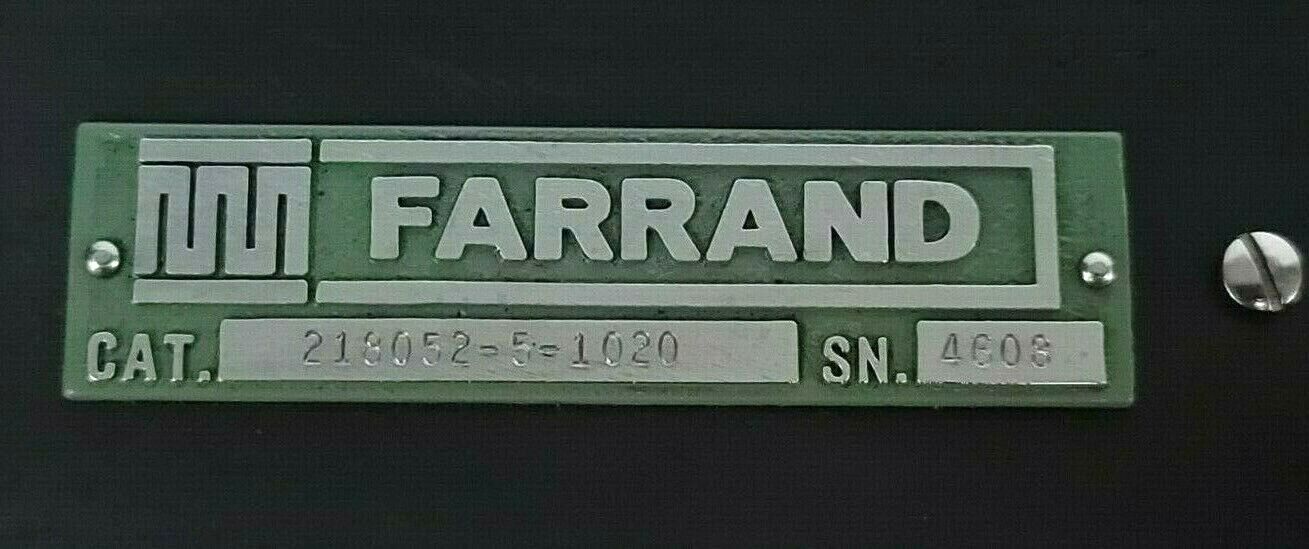 FARRAND
CAT. 218052-5-1020 SN. 4608